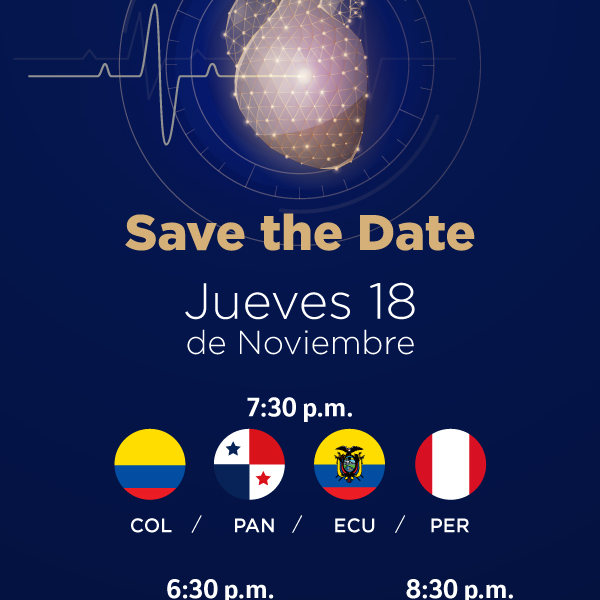 Save the Date
Jueves 18
de Noviembre
7:30 p.m.
COL / PAN / ECU / PER
6:30 p.m. 8:30 p.m.